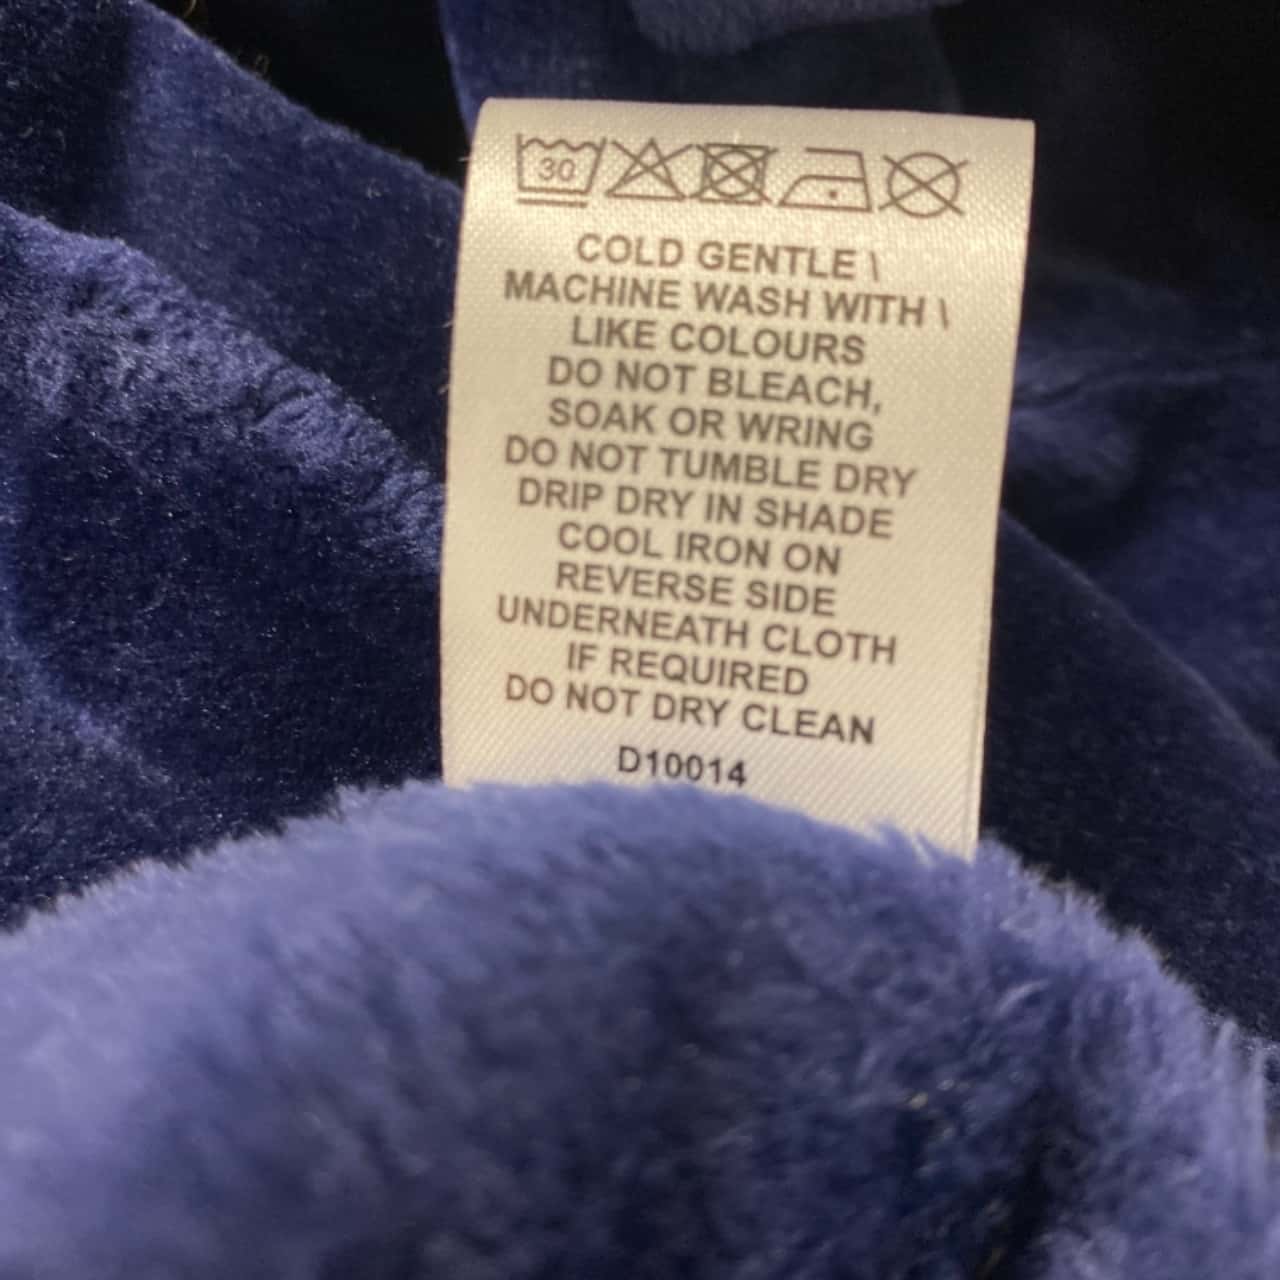 30
COLD GENTLE \
MACHINE WASH WITH \
LIKE COLOURS
DO NOT BLEACH,
SOAK OR WRING
DO NOT TUMBLE DRY
DRIP DRY IN SHADE
COOL IRON ON
REVERSE SIDE
UNDERNEATH CLOTH
IF REQUIRED
DO NOT DRY CLEAN
D10014